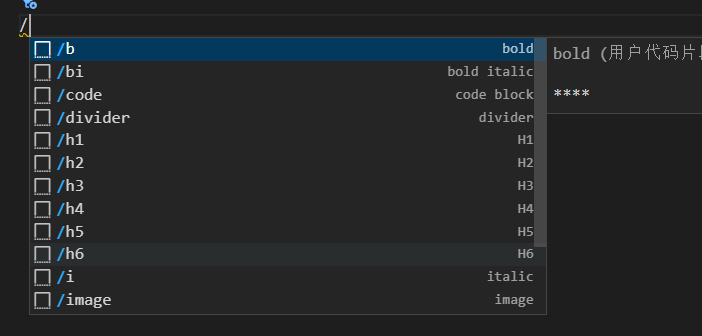 /
/b bold
/bi bold italic
/code code block
/divider divider
/h1 H1
/h2 H2
/h3 H3
/h4 H4
/h5 H5
/h6 H6
/i italic
/image image
bold (用户代码片
****